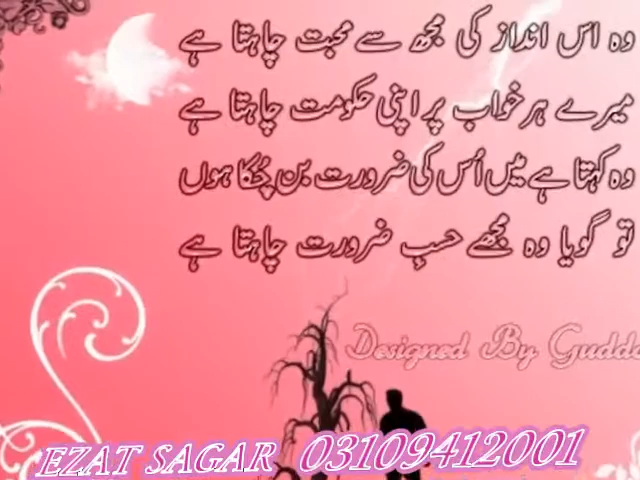 وہ اس انداز کی مجھ سے محبت چاہتا ہے
میرے ہر خواب پر اپنی حکومت چاہتا ہے
وہ کہتا ہے میں اُس کی ضرورت بن چُکا ہوں
تو گویا وہ مجھے حسبِ ضرورت چاہتا ہے
Designed By Gudde
EZAT SAGAR 03109412001